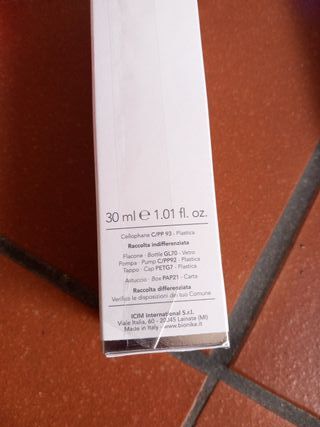 30 ml e 1.01 fl. oz.
Cellophane C/PP 93 - Plastica
Raccolta indifferenziata
Flacone · Bottle GL70 - Vetro
Pompa · Pump C/PP92 - Plastica
Tappo · Cap PETG7 - Plastica
Astuccio · Box PAP21 - Carta
Raccolta differenziata
Verifica le disposizioni del tuo Comune
ICIM International S.r.l.
Viale Italia, 60 - 20045 Lainate (MI)
Made in Italy - www.bionike.it